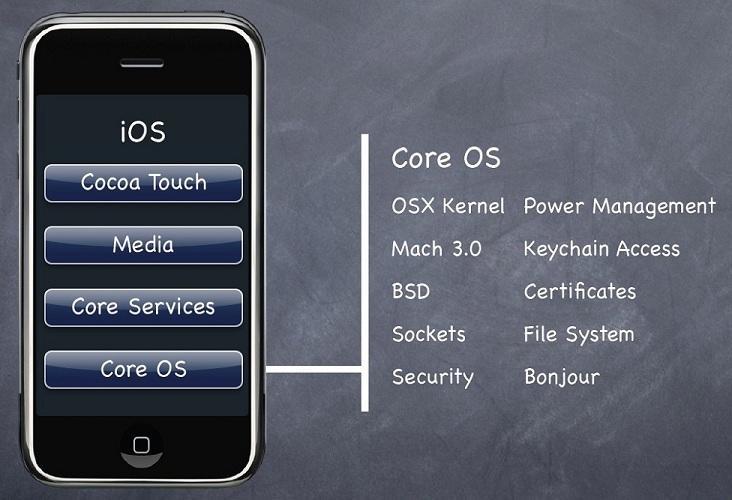 iOS
Cocoa Touch
Media
Core Services
Core OS
Core OS
OSX Kernel Power Management
Mach 3.0 Keychain Access
BSD Certificates
Sockets File System
Security Bonjour